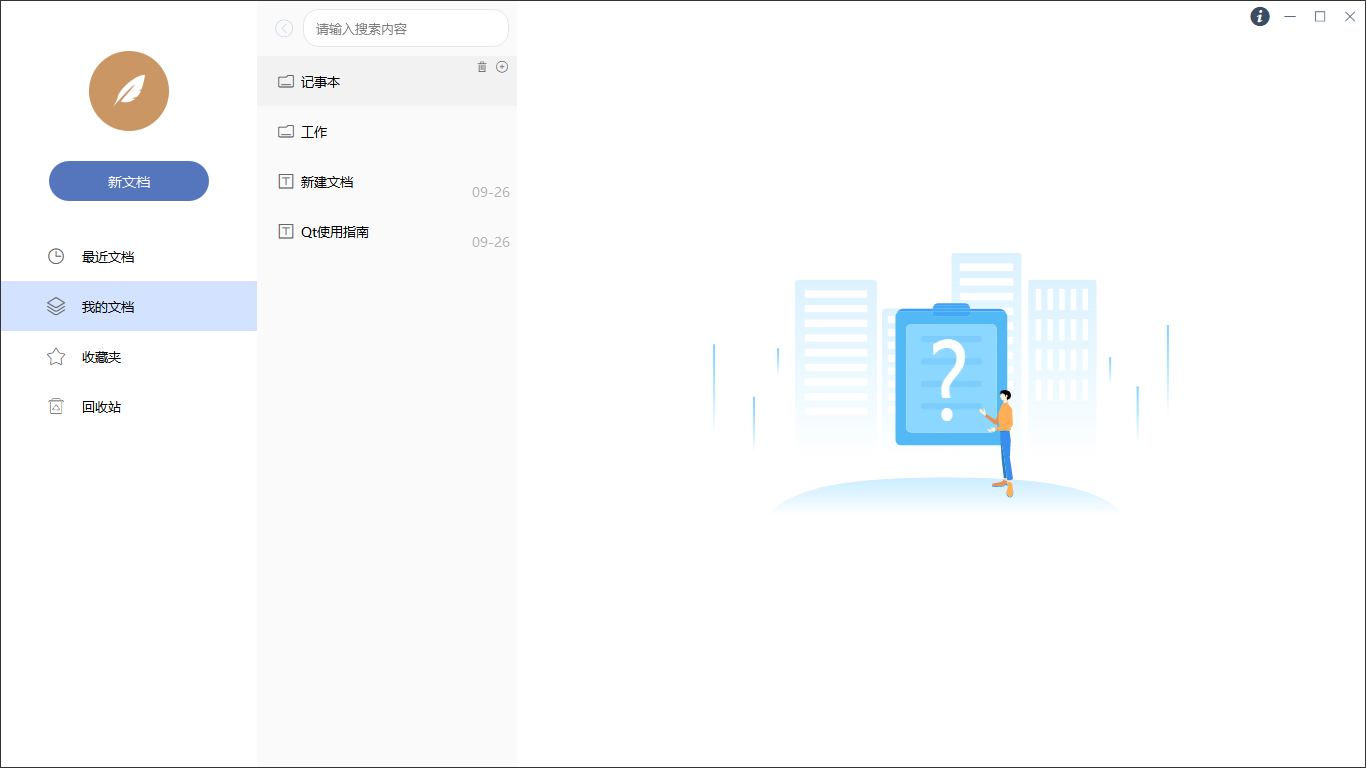 新文档
最近文档
我的文档
收藏夹
回收站
请输入搜索内容
记事本
工作
新建文档
09-26
Qt使用指南
09-26
?